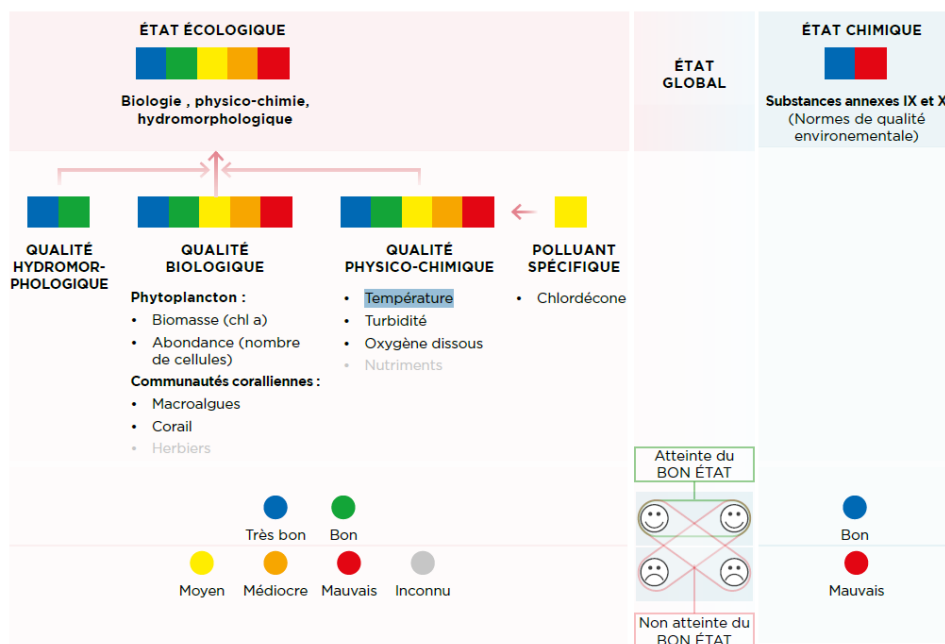 ÉTAT ÉCOLOGIQUE
Biologie , physico-chimie,
hydromorphologique
ÉTAT
GLOBAL
ÉTAT CHIMIQUE
Substances annexes IX et X
(Normes de qualité
environementale)
QUALITÉ
HYDROMOR-
PHOLOGIQUE
QUALITÉ
BIOLOGIQUE
Phytoplancton :
• Biomasse (chl a)
• Abondance (nombre
de cellules)
Communautés coralliennes :
• Macroalgues
• Corail
• Herbiers
QUALITÉ
PHYSICO-CHIMIQUE
• Température
• Turbidité
• Oxygène dissous
• Nutriments
POLLUANT
SPÉCIFIQUE
• Chlordécone
Atteinte du
BON ÉTAT
Très bon
Bon
Bon
Moyen
Médiocre
Mauvais
Inconnu
Mauvais
Non atteinte du
BON ÉTAT